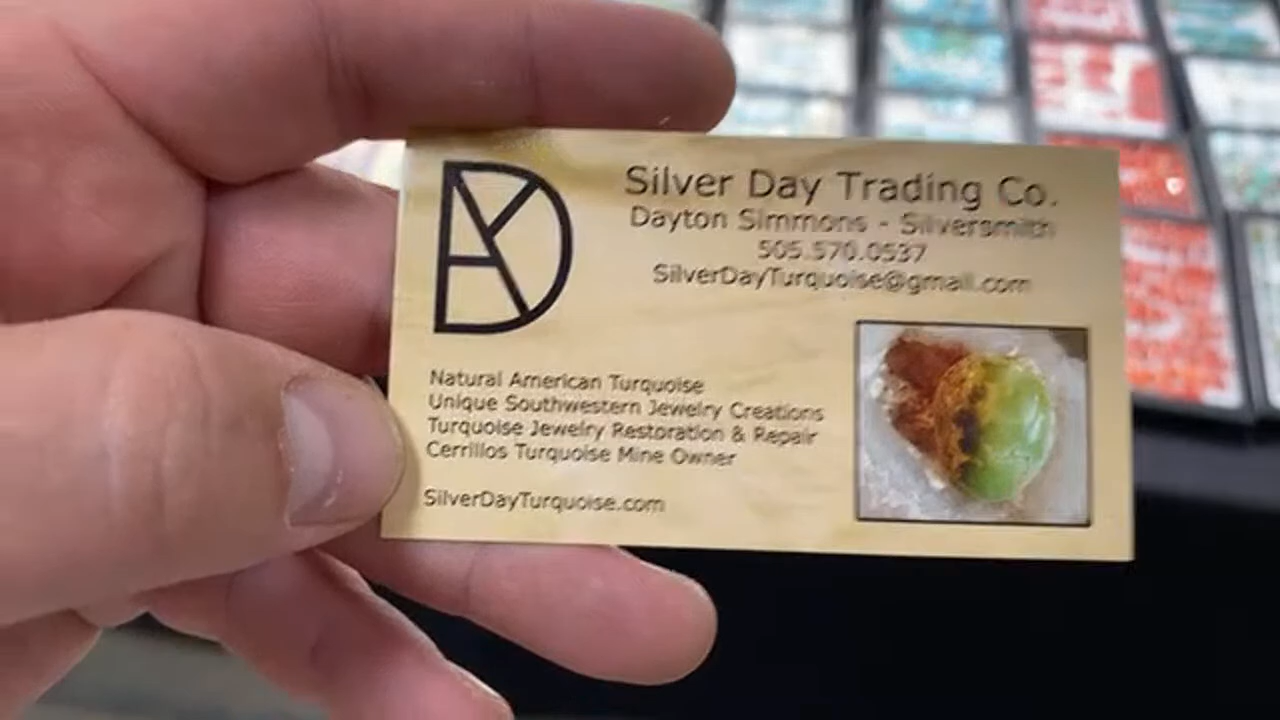 Silver Day Trading Co.
Dayton Simmons - Silversmith
505.570.0537
SilverDayTurquoise@gmail.com
Natural American Turquoise
Unique Southwestern Jewelry Creations
Turquoise Jewelry Restoration & Repair
Cerrillos Turquoise Mine Owner
SilverDayTurquoise.com